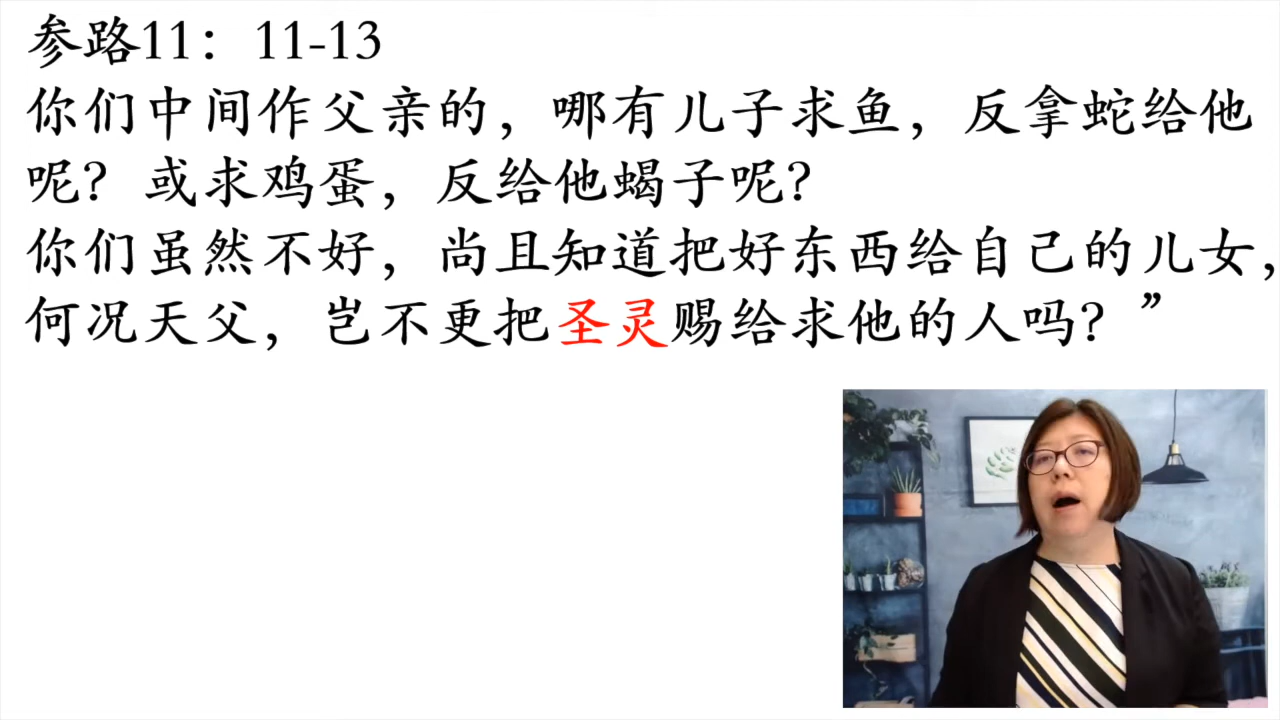 参路11：11-13
你们中间作父亲的，哪有儿子求鱼，反拿蛇给他
呢？或求鸡蛋，反给他蝎子呢？
你们虽然不好，尚且知道把好东西给自己的儿女，
何况天父，岂不更把圣灵赐给求他的人吗？”